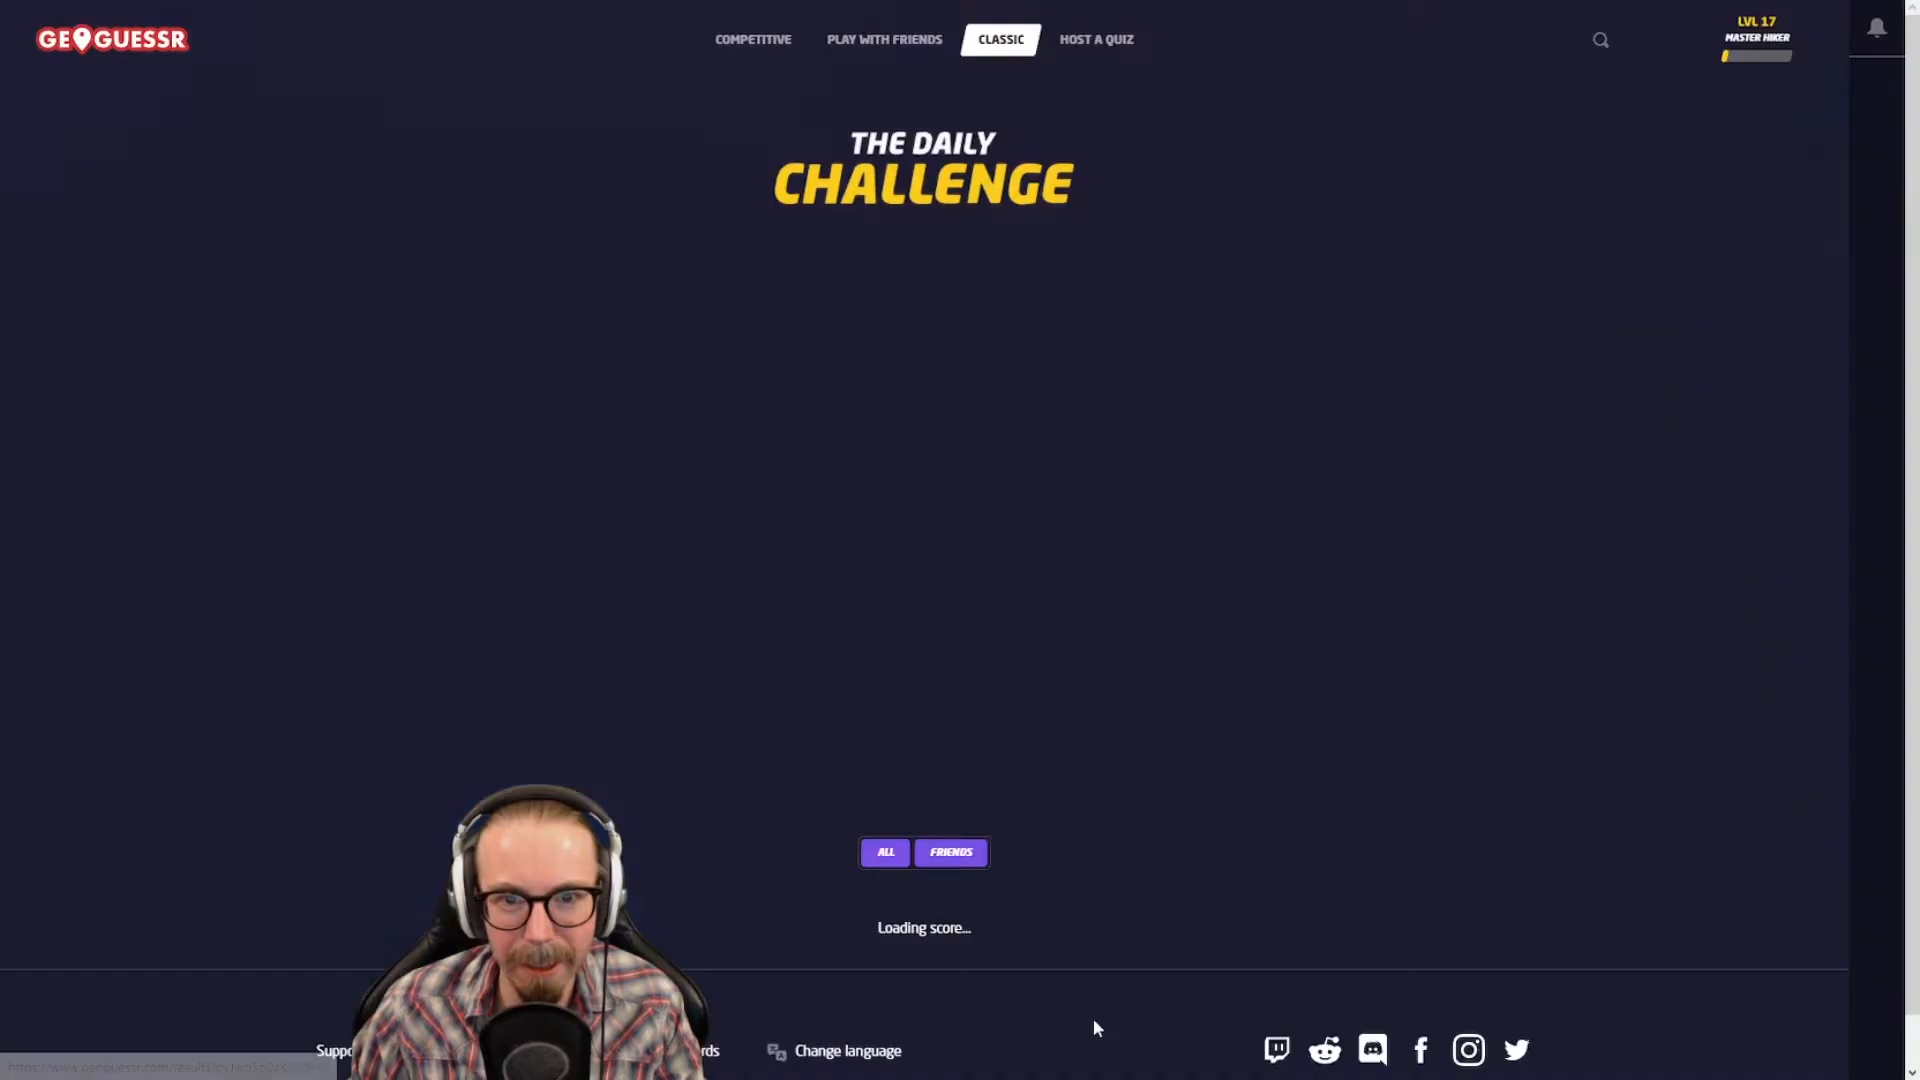 GEOGUESSR
COMPETITIVE
PLAY WITH FRIENDS
CLASSIC
HOST A QUIZ
LVL 17
MASTER HIKER
THE DAILY
CHALLENGE
ALL
FRIENDS
Loading score...
Change language